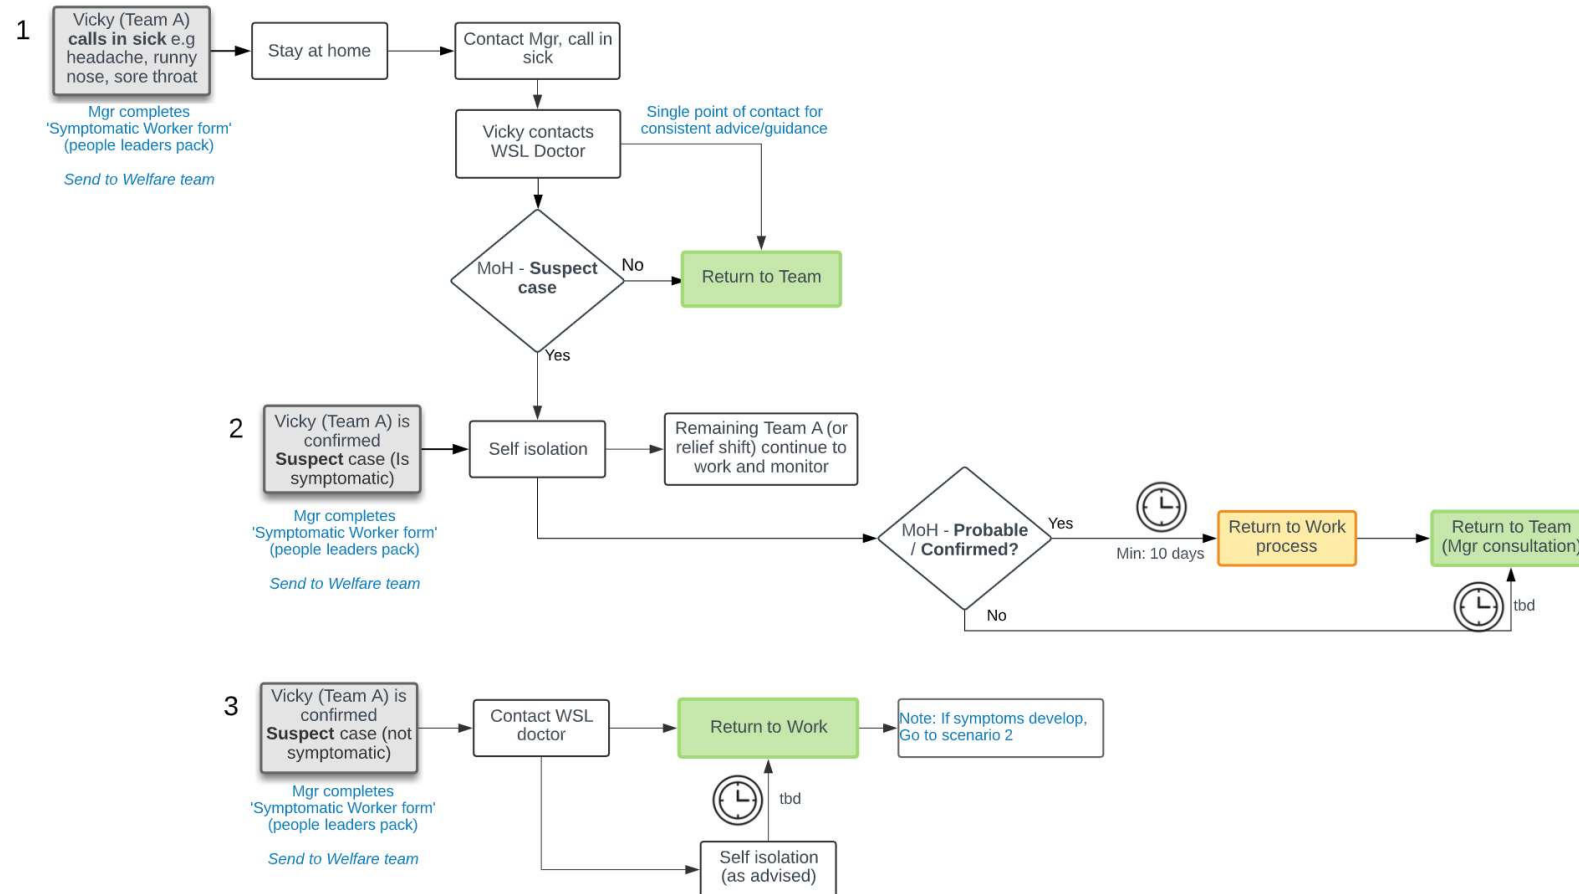 1
Vicky (Team A)
calls in sick e.g
headache, runny
nose, sore throat
Stay at home
Contact Mgr, call in
sick
Mgr completes
'Symptomatic Worker form'
(people leaders pack)
Send to Welfare team
Vicky contacts
WSL Doctor
Single point of contact for
consistent advice/guidance
MoH - Suspect
case
No
Return to Team
Yes
2
Vicky (Team A) is
confirmed
Suspect case (Is
symptomatic)
Self isolation
Remaining Team A (or
relief shift) continue to
work and monitor
Mgr completes
'Symptomatic Worker form'
(people leaders pack)
Send to Welfare team
MoH - Probable
/ Confirmed?
Yes
Min: 10 days
Return to Work
process
Return to Team
(Mgr consultation)
No
tbd
3
Vicky (Team A) is
confirmed
Suspect case (not
symptomatic)
Contact WSL
doctor
Return to Work
Note: If symptoms develop,
Go to scenario 2
Mgr completes
'Symptomatic Worker form'
(people leaders pack)
Send to Welfare team
tbd
Self isolation
(as advised)